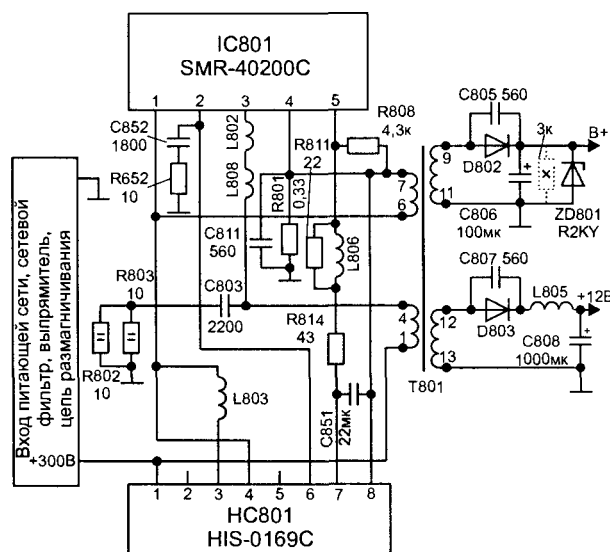 IC801
SMR-40200C
1 2 3 4 5
C852
1800
R652
10
L802
L808
R801
0,33
R811
22
R808
4,3к
C811
560
L806
7
6
C805 560
D802
9
11
B+
3к
C806
100мк
ZD801
R2KY
Вход питающей сети, сетевой
фильтр, выпрямитель,
цепь размагничивания
+300В
R803
10
R802
10
C803
2200
L803
R814
43
C851
22мк
4
1
T801
C807 560
D803
12
13
L805
+12В
C808
1000мк
1 2 3 4 5 6 7 8
HC801
HIS-0169C